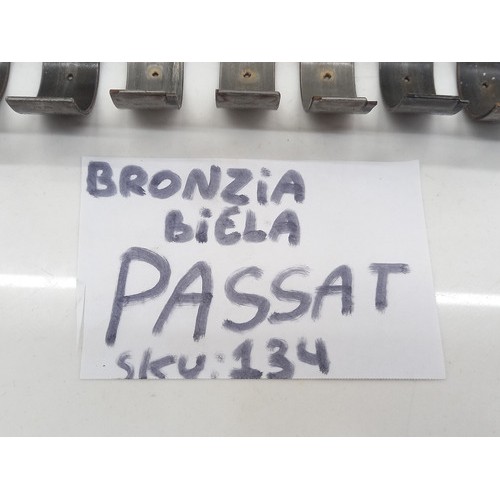 BRONZiA
BiELA
PASSAT
SKU: 134